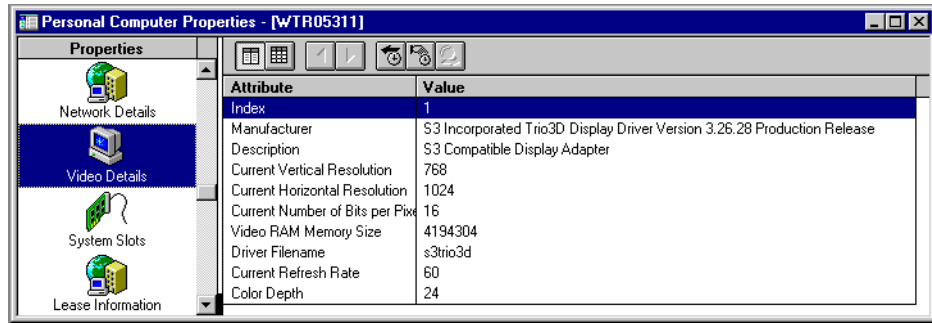 Personal Computer Properties - [WTR05311]
Properties
Network Details
Video Details
System Slots
Lease Information
Attribute Value
Index 1
Manufacturer S3 Incorporated Trio3D Display Driver Version 3.26.28 Production Release
Description S3 Compatible Display Adapter
Current Vertical Resolution 768
Current Horizontal Resolution 1024
Current Number of Bits per Pixe 16
Video RAM Memory Size 4194304
Driver Filename s3trio3d
Current Refresh Rate 60
Color Depth 24